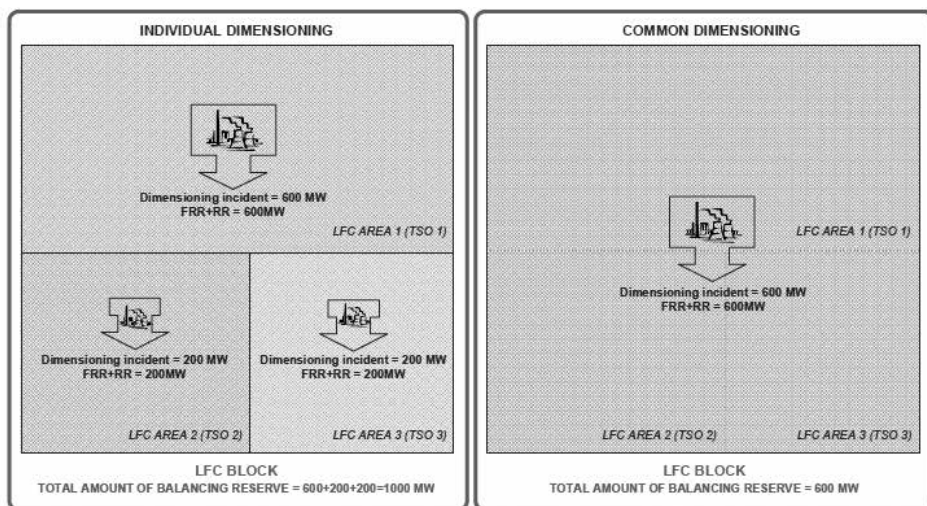 INDIVIDUAL DIMENSIONING
Dimensioning incident = 600 MW
FRR+RR = 600MW
LFC AREA 1 (TSO 1)
Dimensioning incident = 200 MW
FRR+RR = 200MW
LFC AREA 2 (TSO 2)
Dimensioning incident = 200 MW
FRR+RR = 200MW
LFC AREA 3 (TSO 3)
LFC BLOCK
TOTAL AMOUNT OF BALANCING RESERVE = 600+200+200=1000 MW
COMMON DIMENSIONING
LFC AREA 1 (TSO 1)
Dimensioning incident = 600 MW
FRR+RR = 600MW
LFC AREA 2 (TSO 2)
LFC AREA 3 (TSO 3)
LFC BLOCK
TOTAL AMOUNT OF BALANCING RESERVE = 600 MW